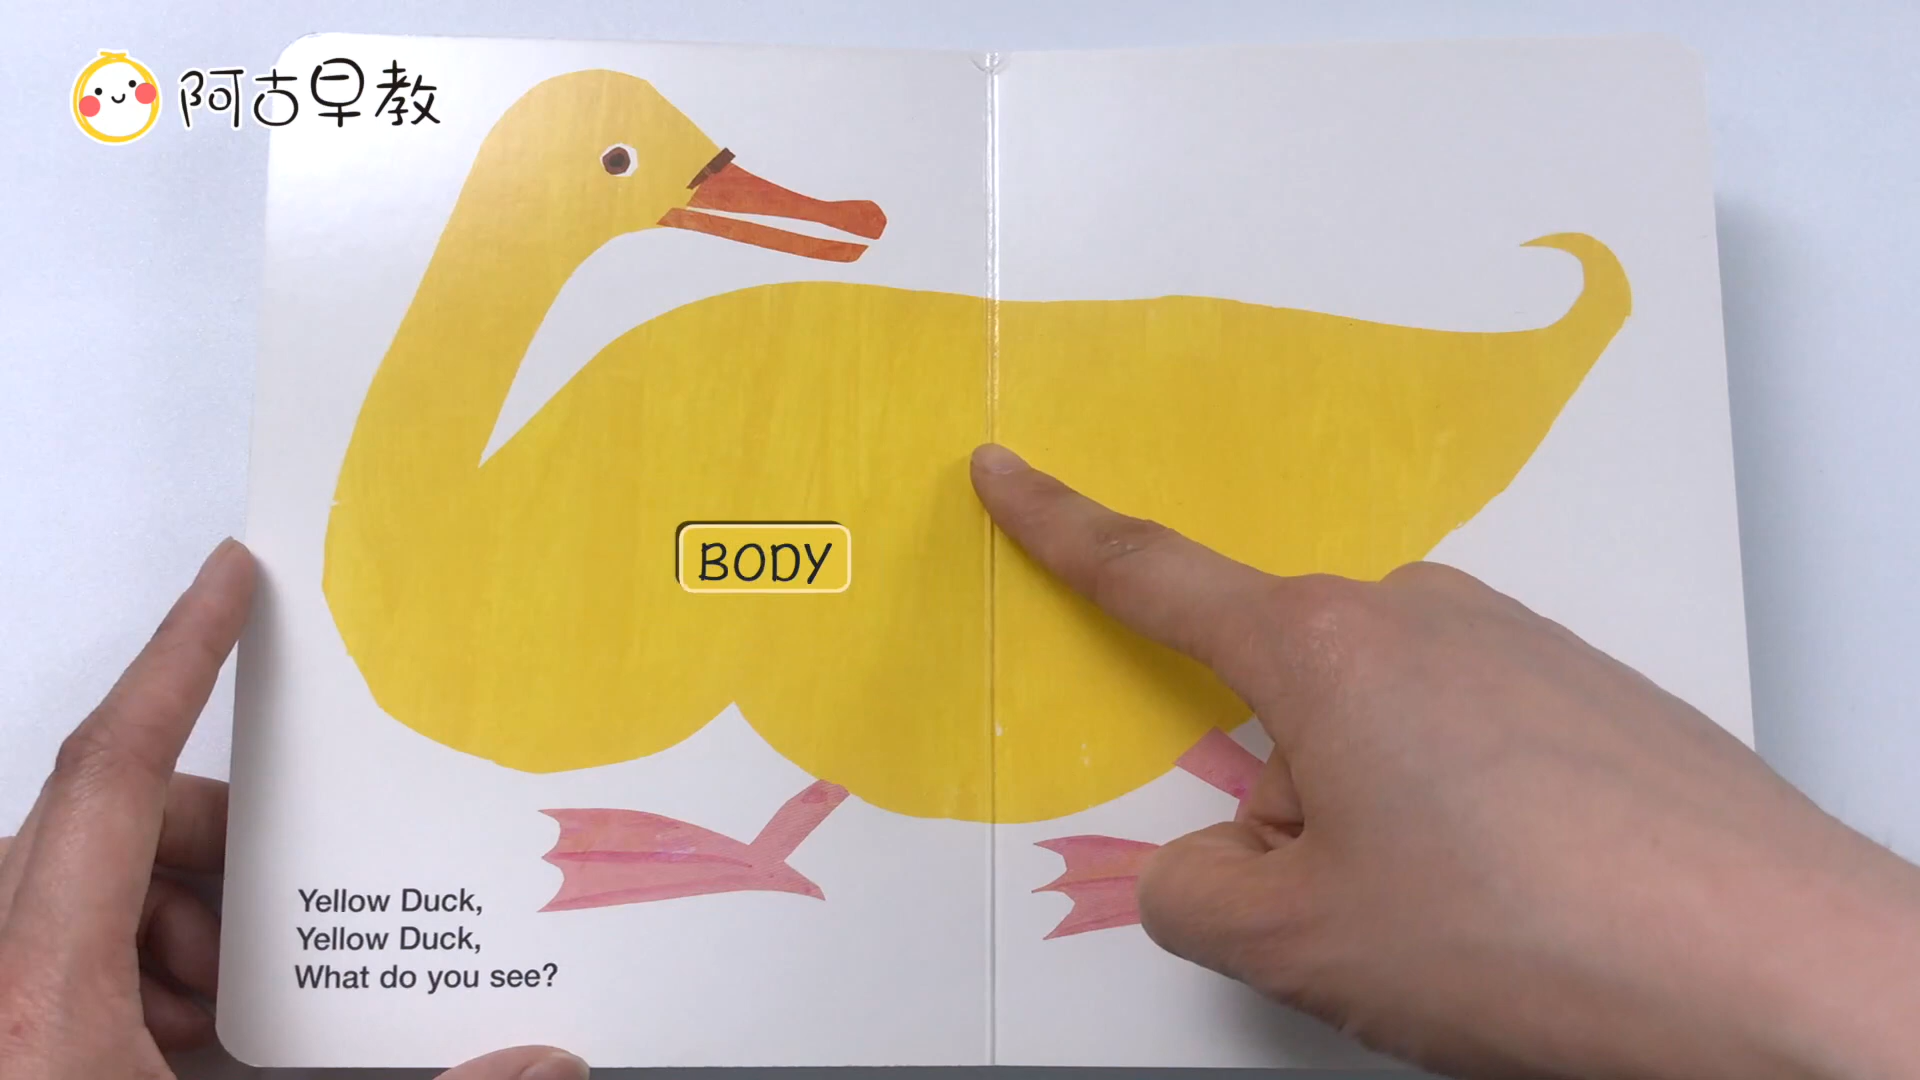 阿古早教
BODY
Yellow Duck,
Yellow Duck,
What do you see?